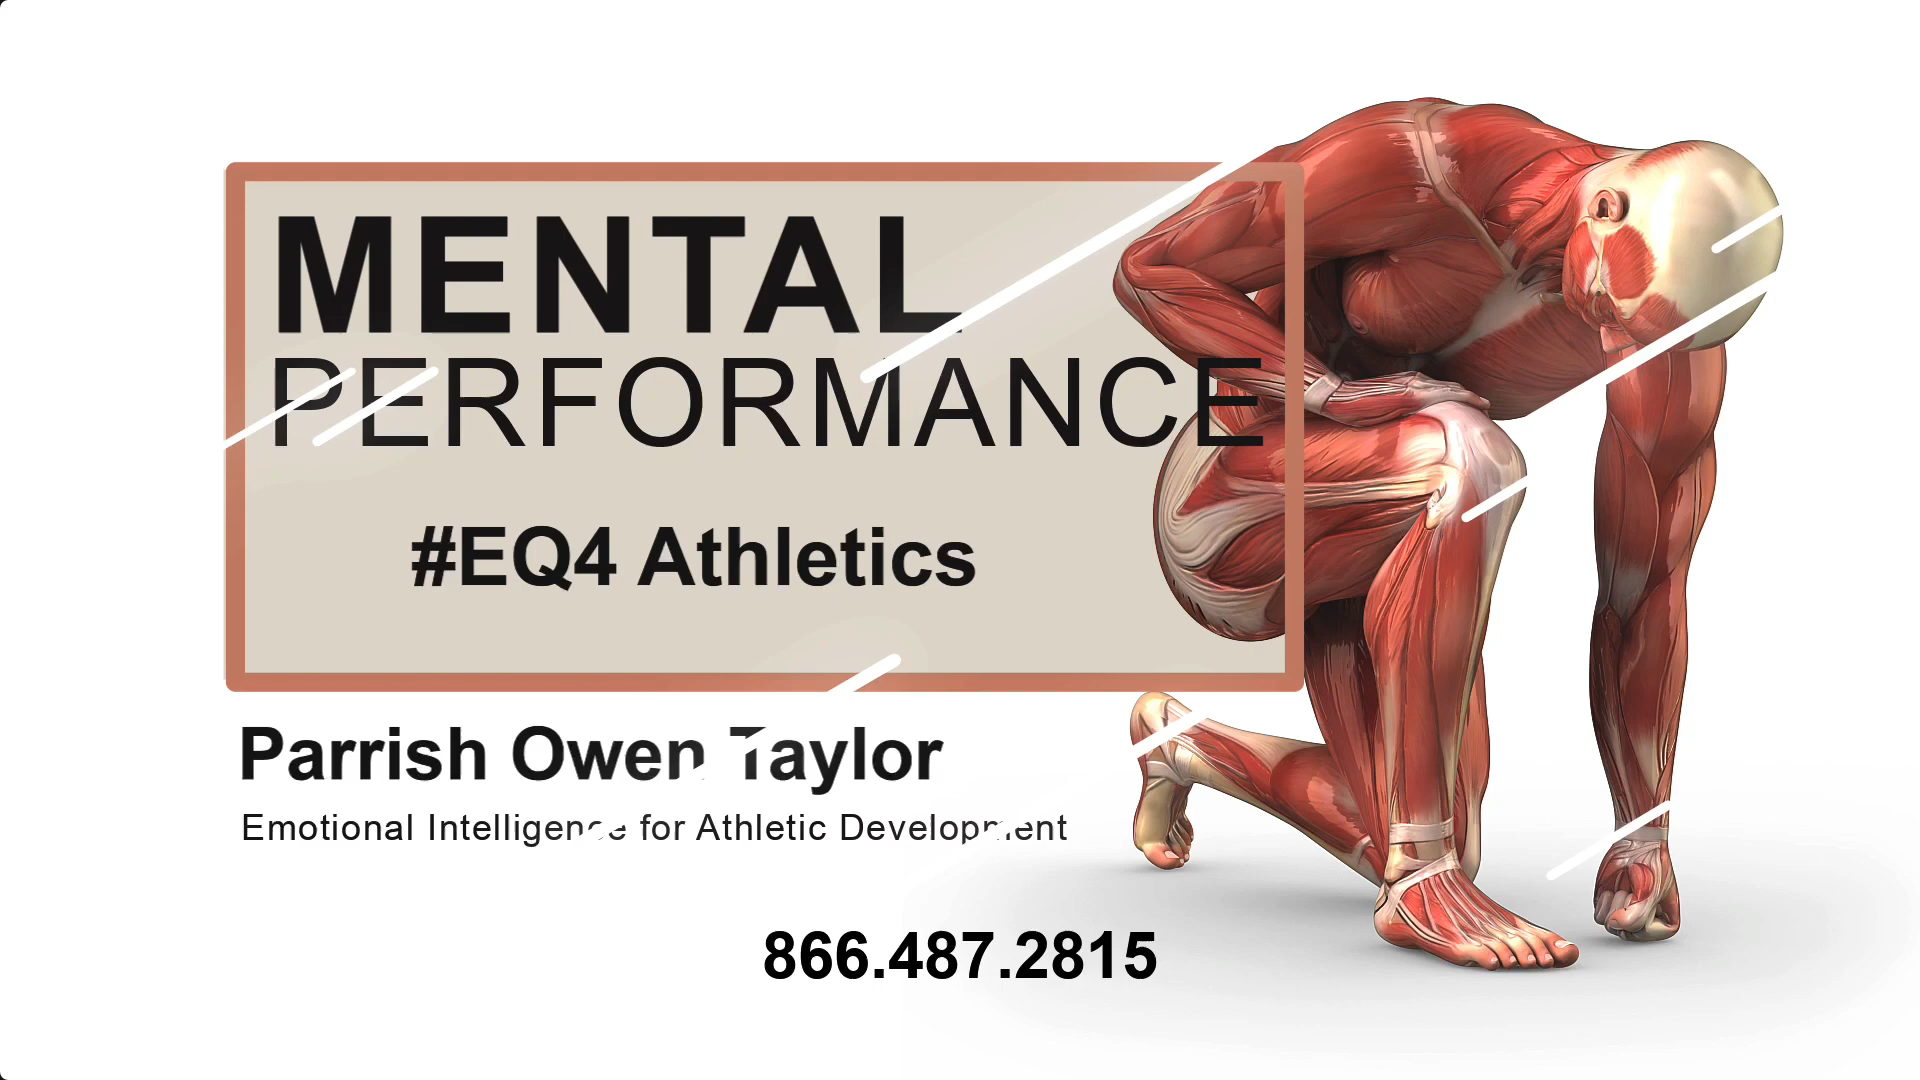 MENTAL
PERFORMANCE
#EQ4 Athletics
Parrish Owen Taylor
Emotional Intelligence for Athletic Development
866.487.2815